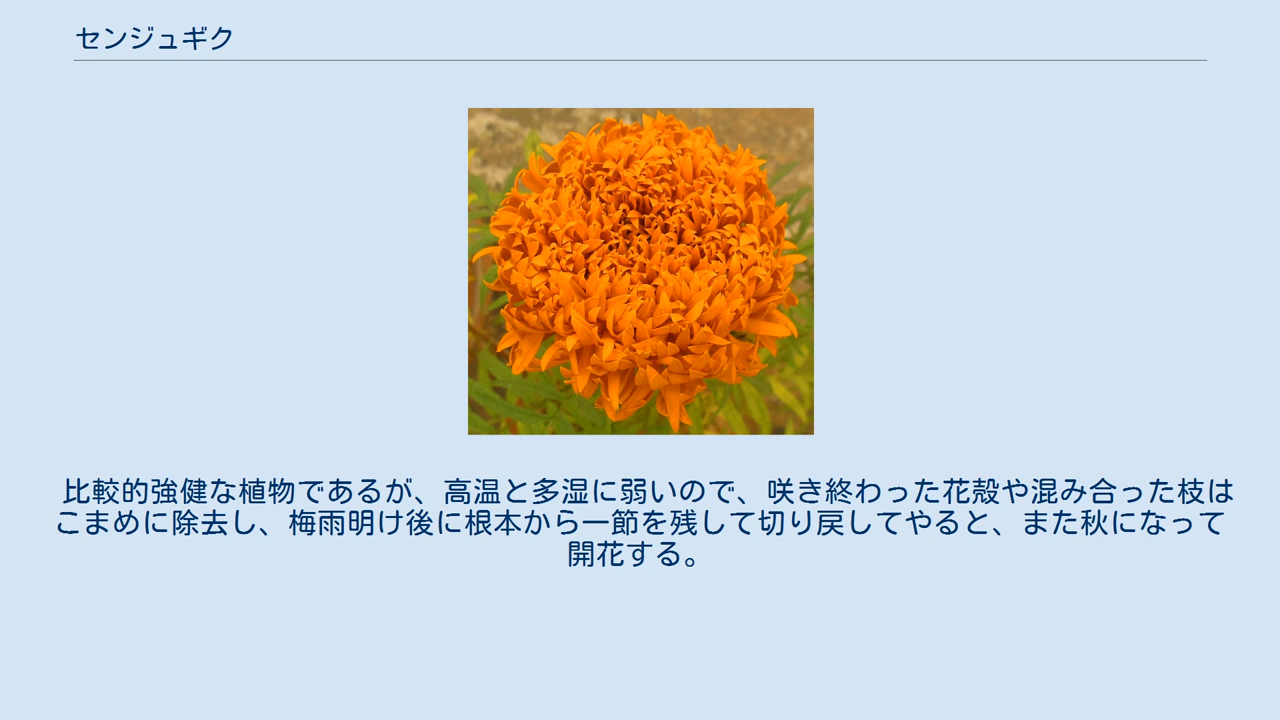 センジュギク
比較的強健な植物であるが、高温と多湿に弱いので、咲き終わった花殻や混み合った枝は
こまめに除去し、梅雨明け後に根本から一節を残して切り戻してやると、また秋になって
開花する。